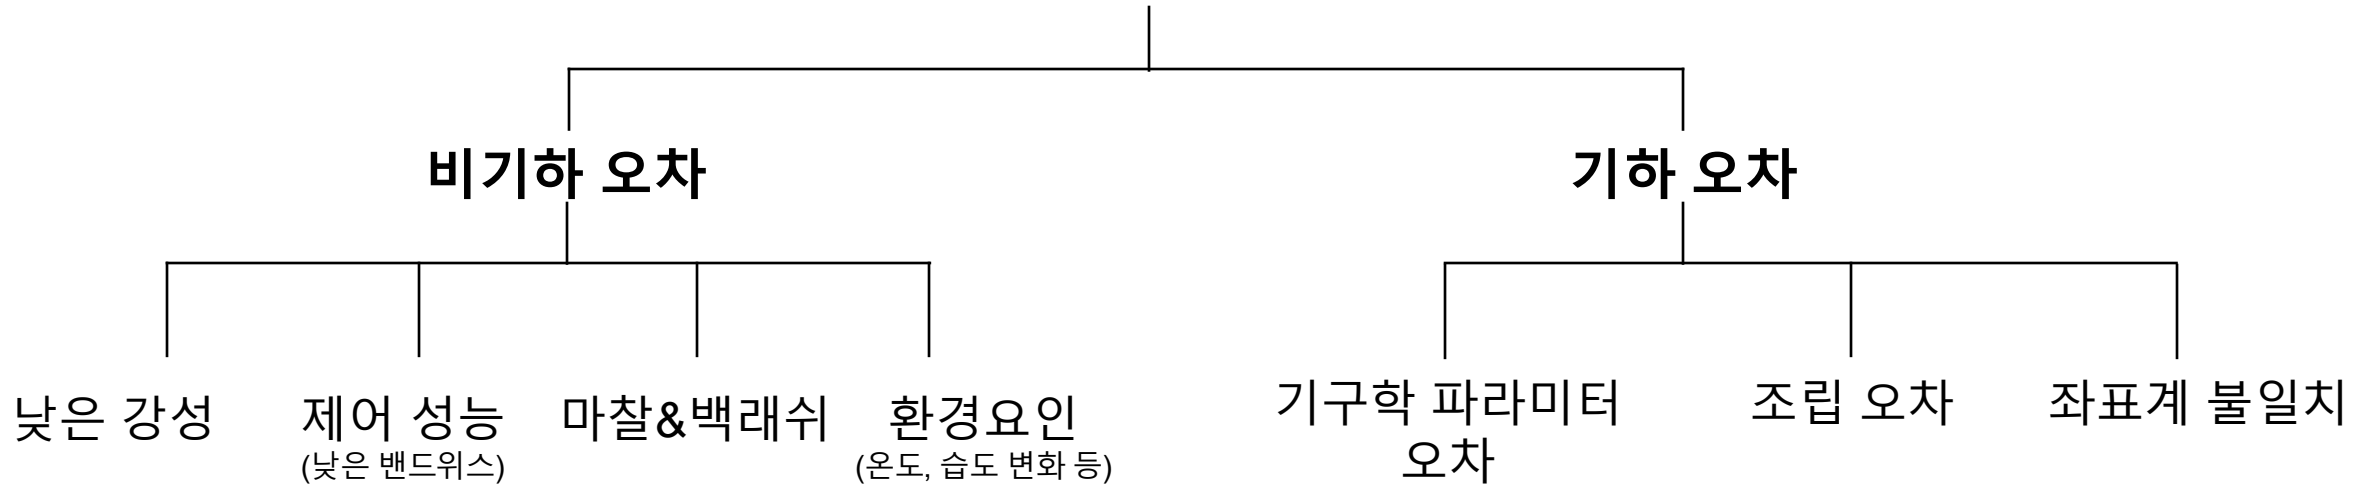 비기하 오차
기하 오차
낮은 강성
제어 성능
(낮은 밴드위스)
마찰&백래쉬
환경요인
(온도, 습도 변화 등)
기구학 파라미터
오차
조립 오차
좌표계 불일치